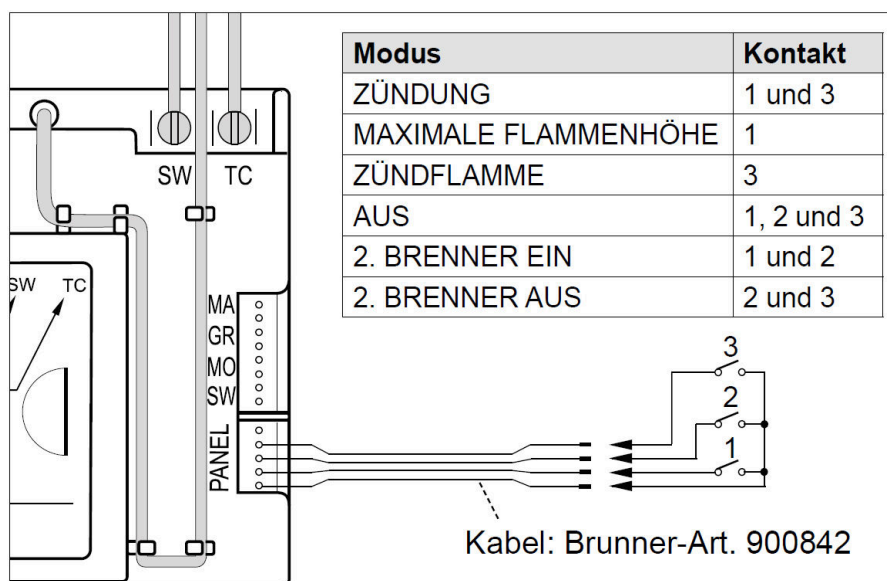 Modus Kontakt
ZÜNDUNG 1 und 3
MAXIMALE FLAMMENHÖHE 1
ZÜNDFLAMME 3
AUS 1, 2 und 3
2. BRENNER EIN 1 und 2
2. BRENNER AUS 2 und 3
SW TC
SW TC
MA
GR
MO
SW
PANEL
3
2
1
Kabel: Brunner-Art. 900842